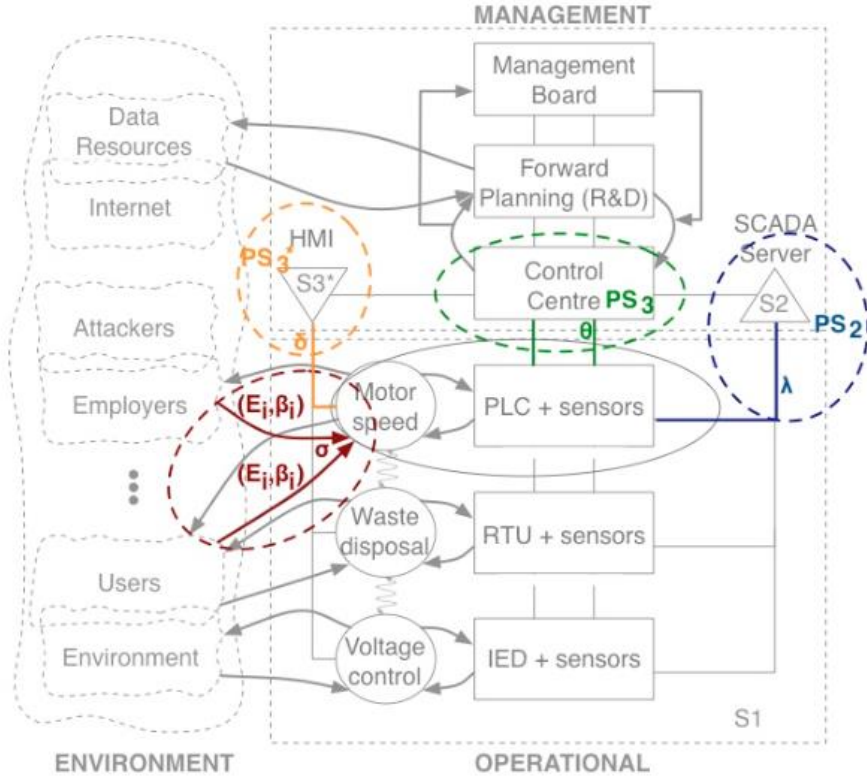 MANAGEMENT
Management
Board
Data
Resources
Forward
Planning (R&D)
Internet
HMI
SCADA
Server
PS3*
S3*
Control
Centre PS3
S2
PS2
Attackers
δ
θ
λ
Employers
(Ei,βi)
Motor
speed
PLC + sensors
σ
(Ei,βi)
Waste
disposal
RTU + sensors
Users
Environment
Voltage
control
IED + sensors
S1
ENVIRONMENT
OPERATIONAL